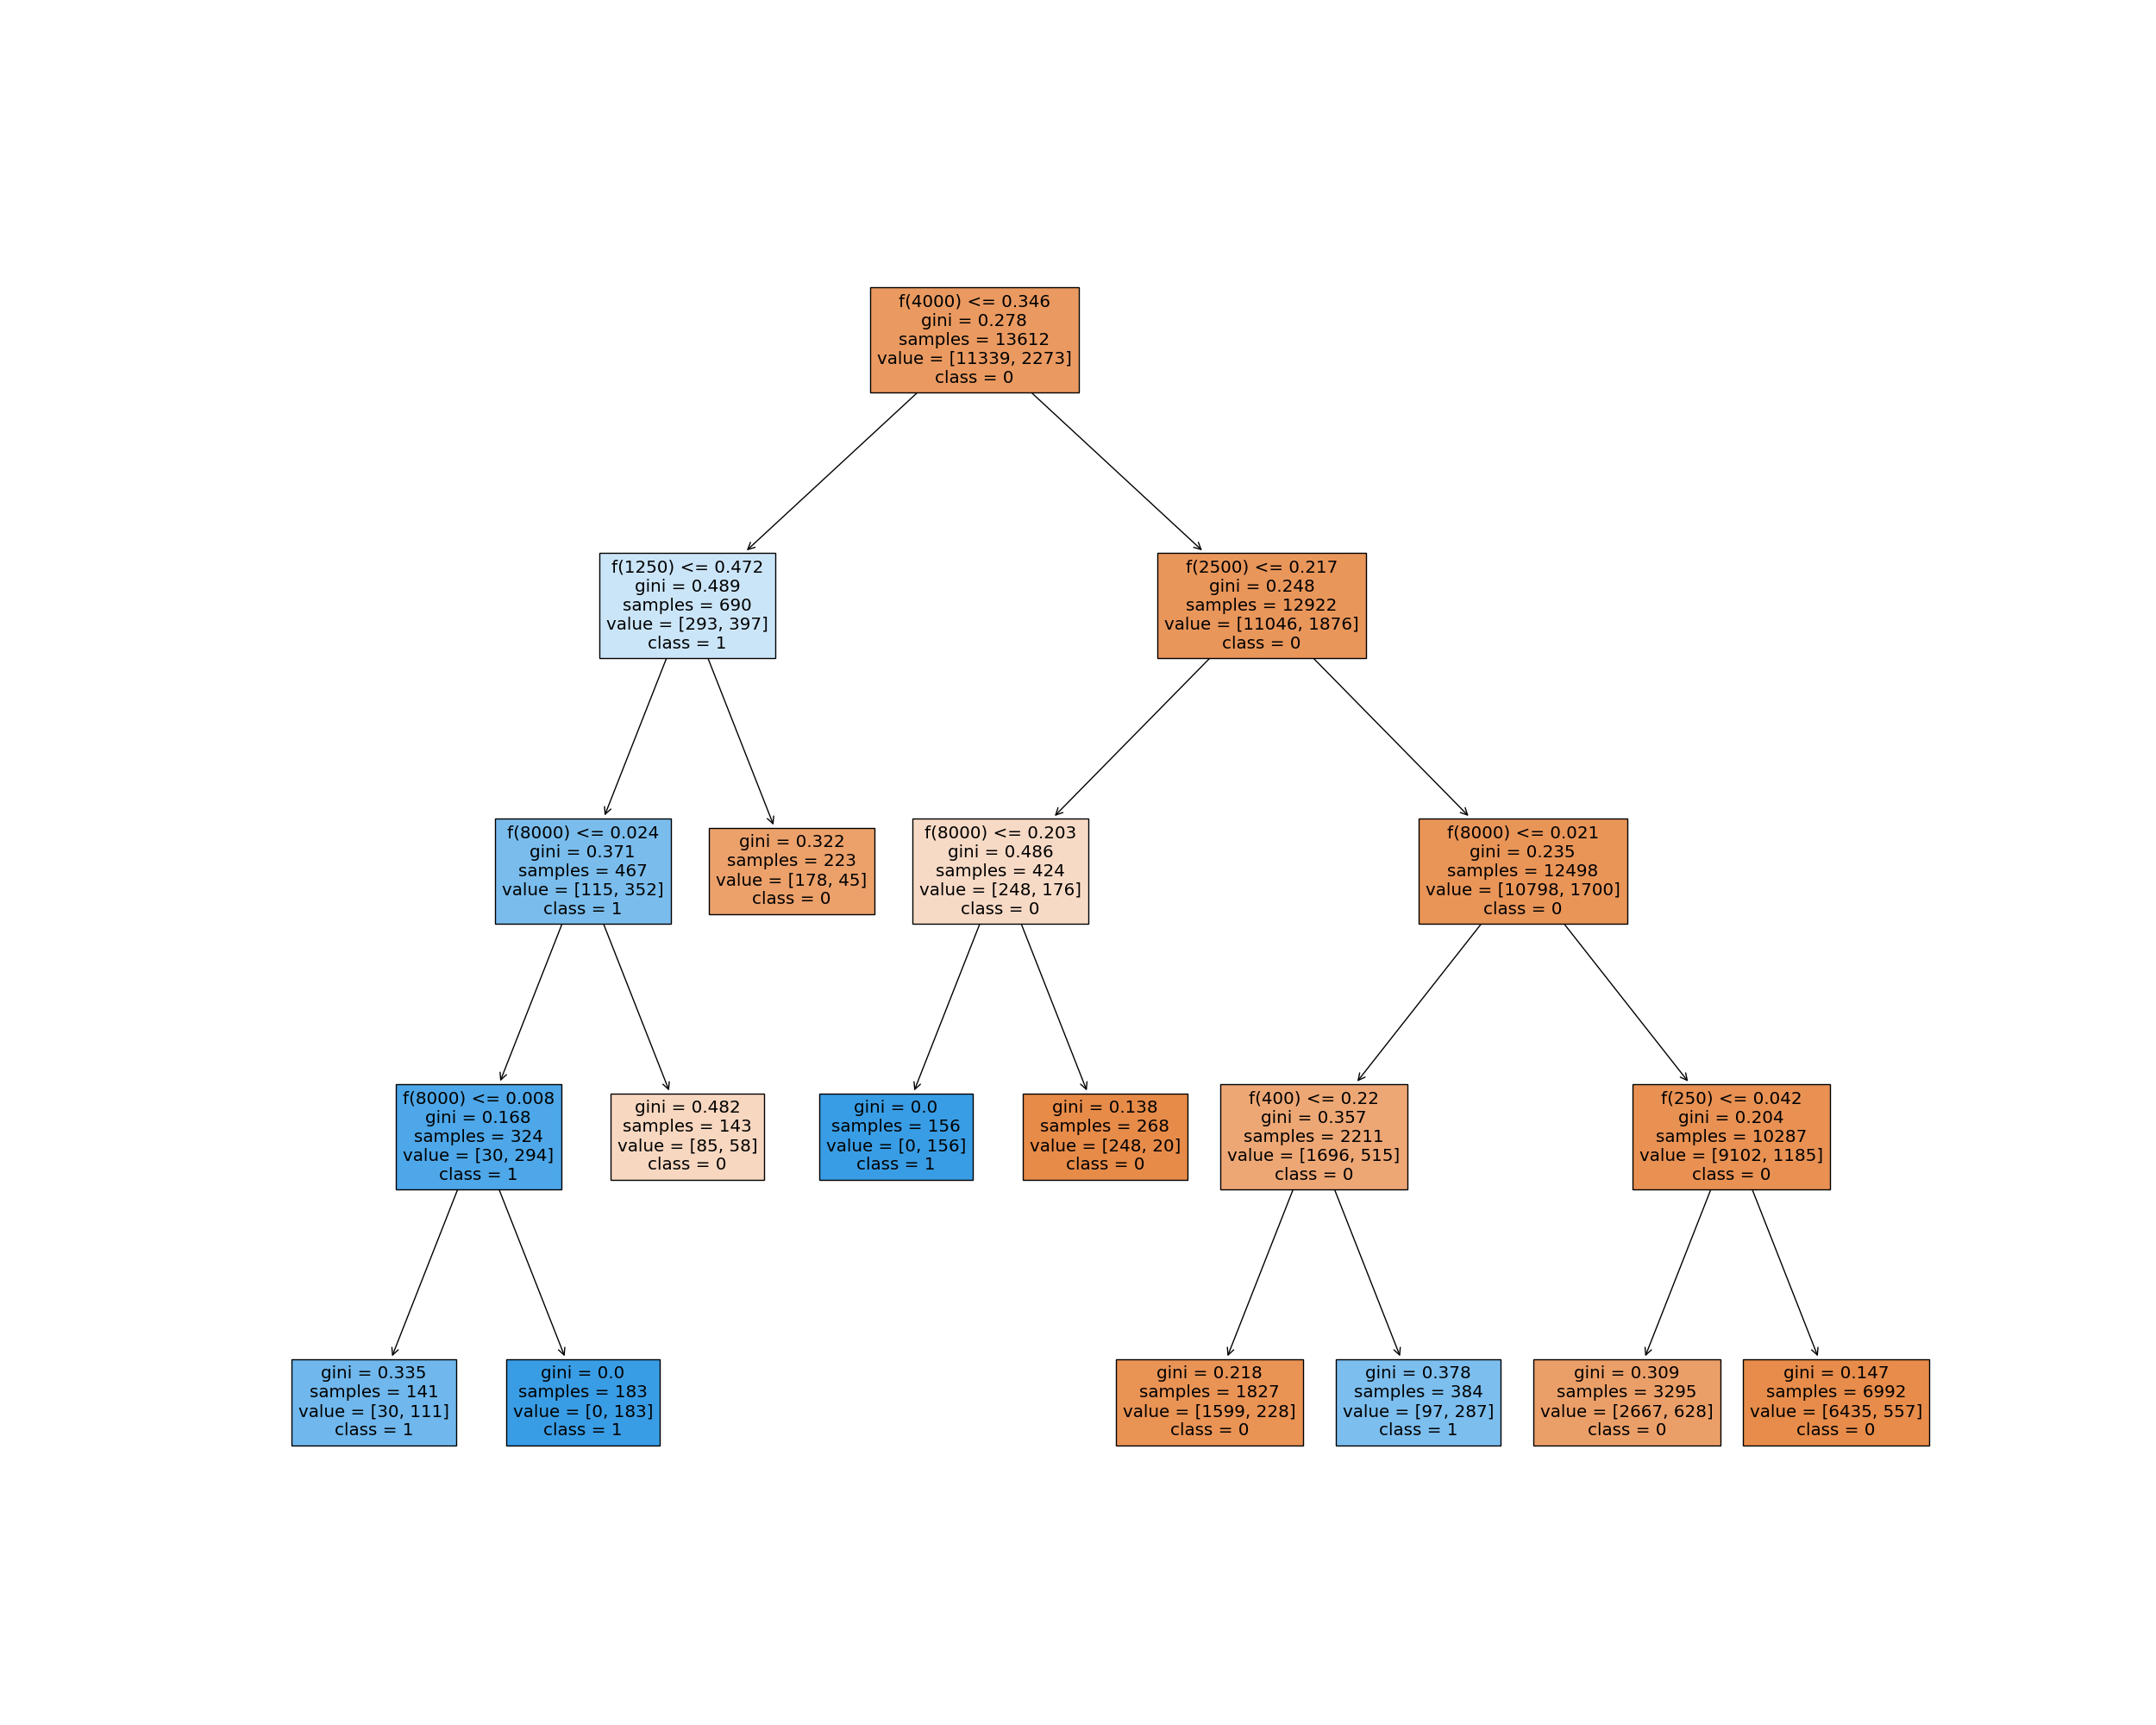 f(4000) <= 0.346
gini = 0.278
samples = 13612
value = [11339, 2273]
class = 0
f(1250) <= 0.472
gini = 0.489
samples = 690
value = [293, 397]
class = 1
f(2500) <= 0.217
gini = 0.248
samples = 12922
value = [11046, 1876]
class = 0
f(8000) <= 0.024
gini = 0.371
samples = 467
value = [115, 352]
class = 1
gini = 0.322
samples = 223
value = [178, 45]
class = 0
f(8000) <= 0.203
gini = 0.486
samples = 424
value = [248, 176]
class = 0
f(8000) <= 0.021
gini = 0.235
samples = 12498
value = [10798, 1700]
class = 0
f(8000) <= 0.008
gini = 0.168
samples = 324
value = [30, 294]
class = 1
gini = 0.482
samples = 143
value = [85, 58]
class = 0
gini = 0.0
samples = 156
value = [0, 156]
class = 1
gini = 0.138
samples = 268
value = [248, 20]
class = 0
f(400) <= 0.22
gini = 0.357
samples = 2211
value = [1696, 515]
class = 0
f(250) <= 0.042
gini = 0.204
samples = 10287
value = [9102, 1185]
class = 0
gini = 0.335
samples = 141
value = [30, 111]
class = 1
gini = 0.0
samples = 183
value = [0, 183]
class = 1
gini = 0.218
samples = 1827
value = [1599, 228]
class = 0
gini = 0.378
samples = 384
value = [97, 287]
class = 1
gini = 0.309
samples = 3295
value = [2667, 628]
class = 0
gini = 0.147
samples = 6992
value = [6435, 557]
class = 0